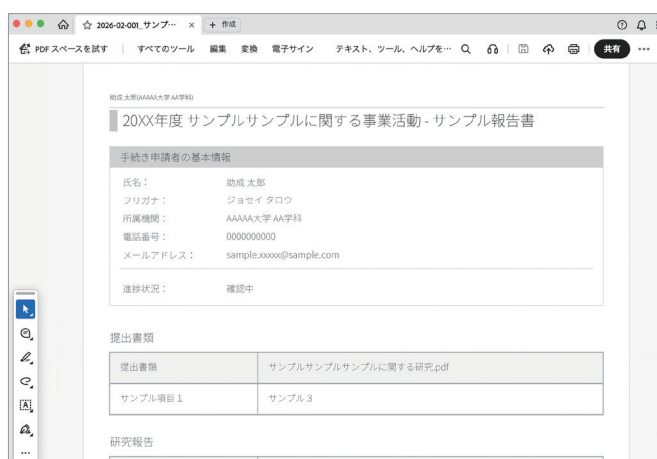 2026-02-001_サンプ… × + 作成
PDF スペースを試す すべてのツール 編集 変換 電子サイン テキスト、ツール、ヘルプを… 共有
助成 太郎(AAAAA大学 AA学科)
20XX年度 サンプルサンプルに関する事業活動 - サンプル報告書
手続き申請者の基本情報
氏名： 助成 太郎
フリガナ： ジョセイ タロウ
所属機関： AAAAA大学 AA学科
電話番号： 0000000000
メールアドレス： sample.xxxxx@sample.com
進捗状況： 確認中
提出書類
提出書類 サンプルサンプルサンプルに関する研究.pdf
サンプル項目１ サンプル３
研究報告